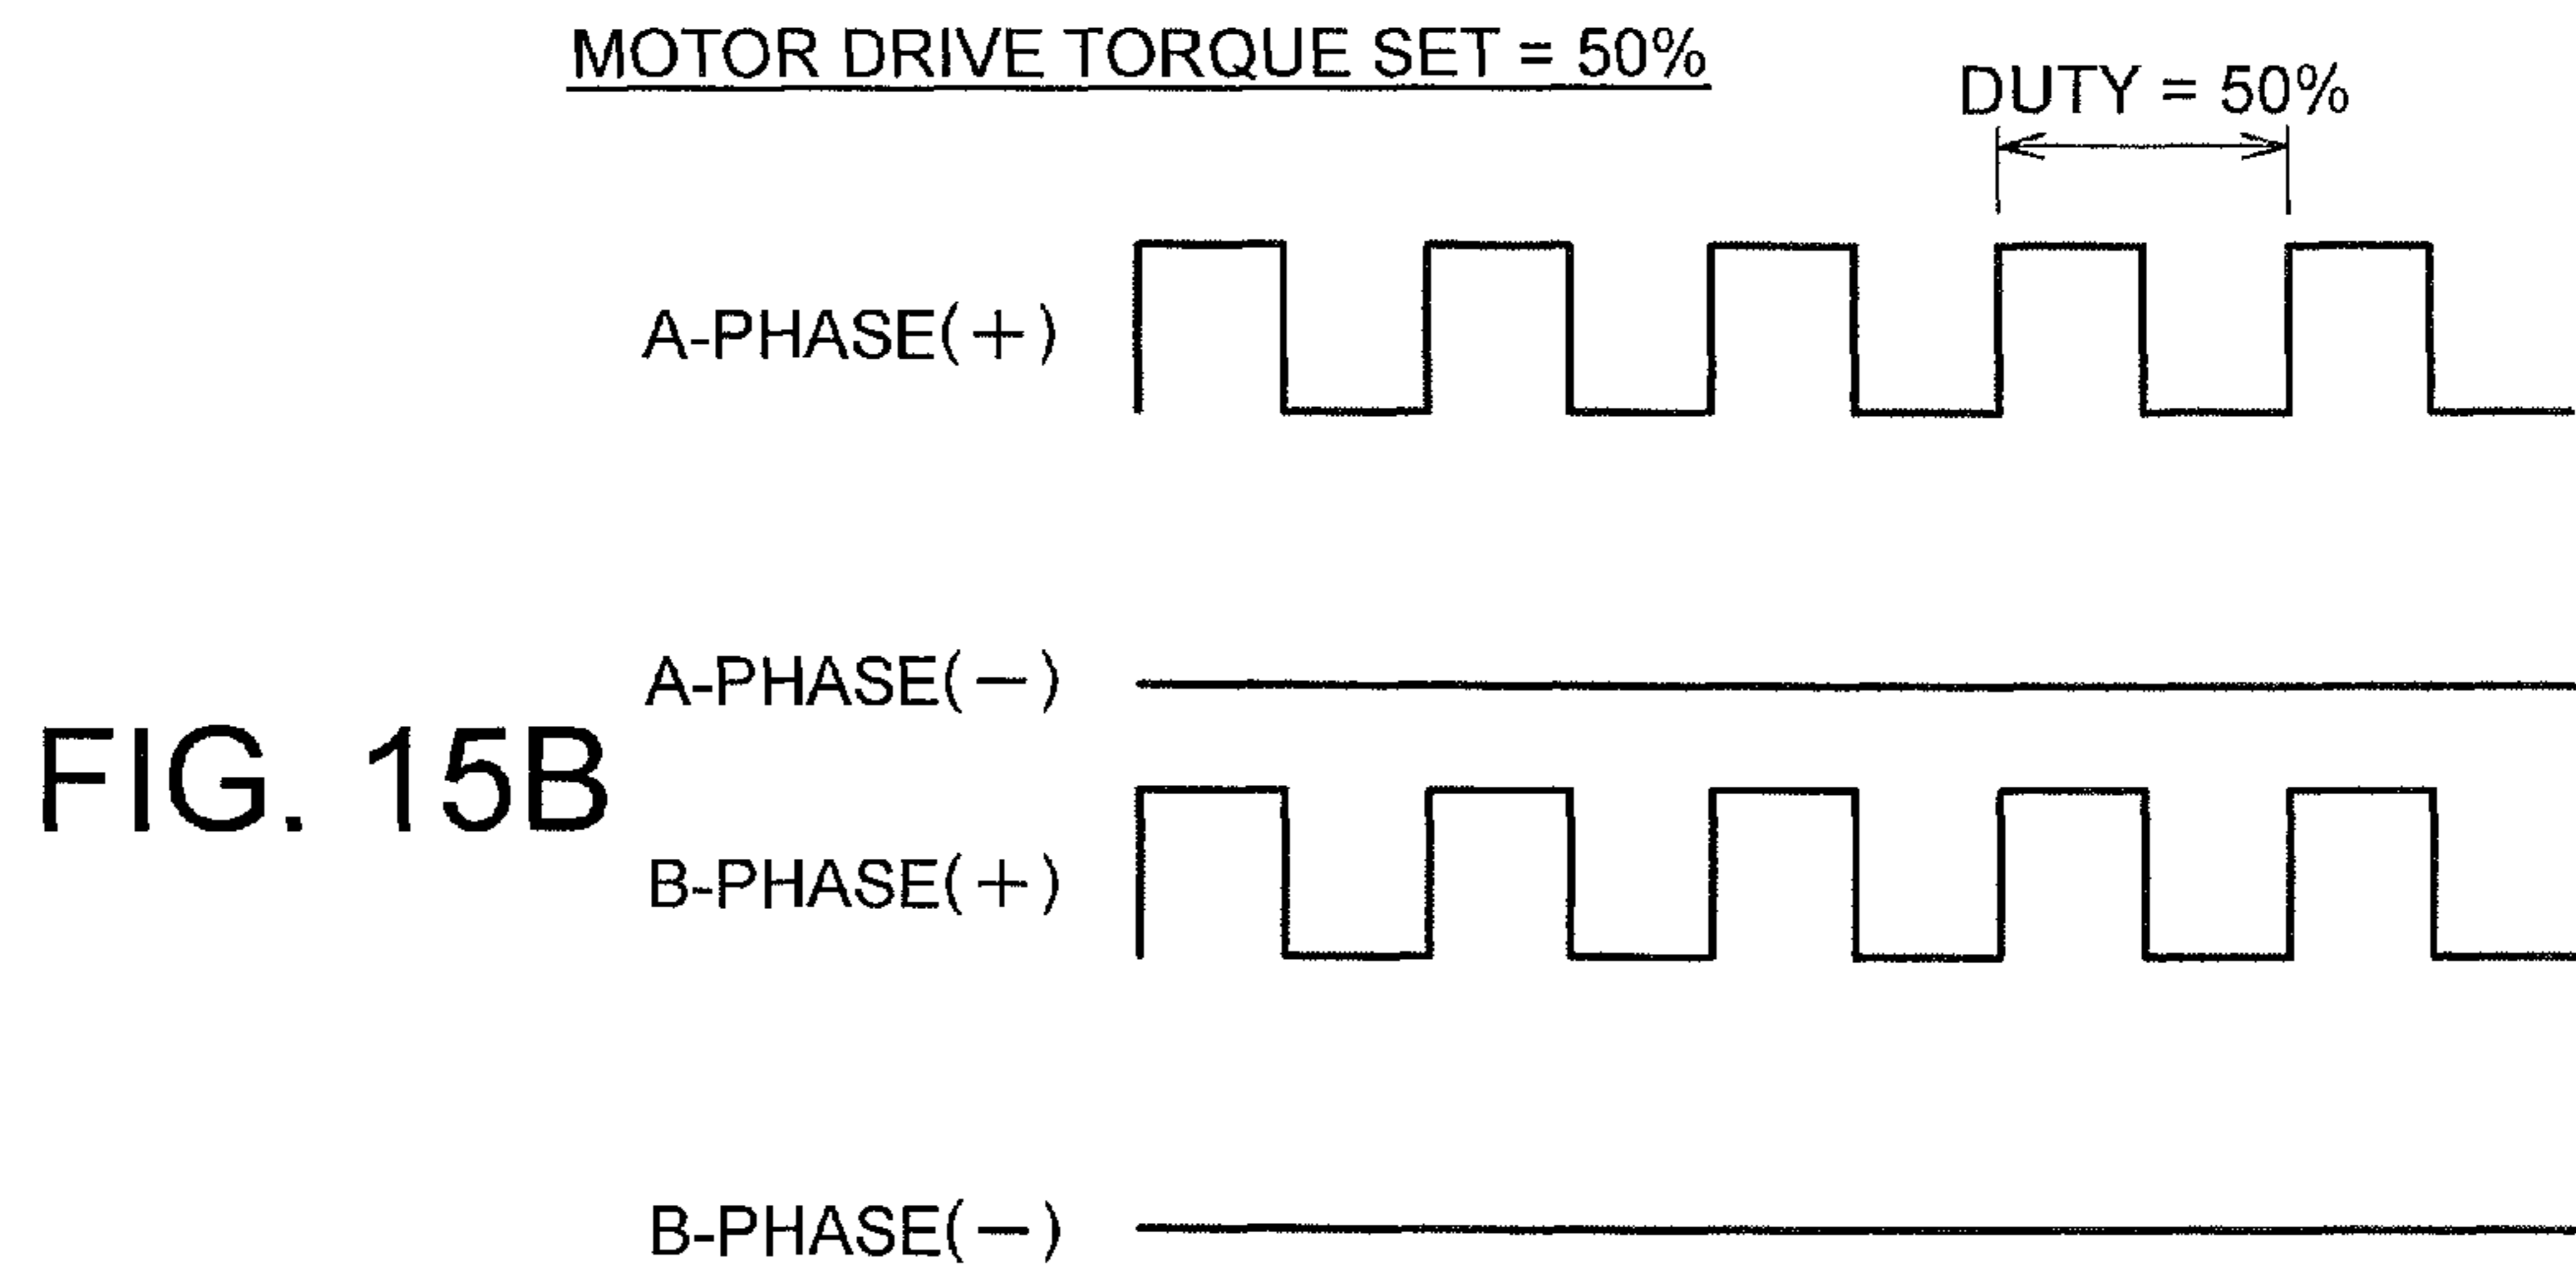 MOTOR DRIVE TORQUE SET = 50%
DUTY = 50%
A-PHASE(+)
A-PHASE(−)
FIG. 15B
B-PHASE(+)
B-PHASE(−)